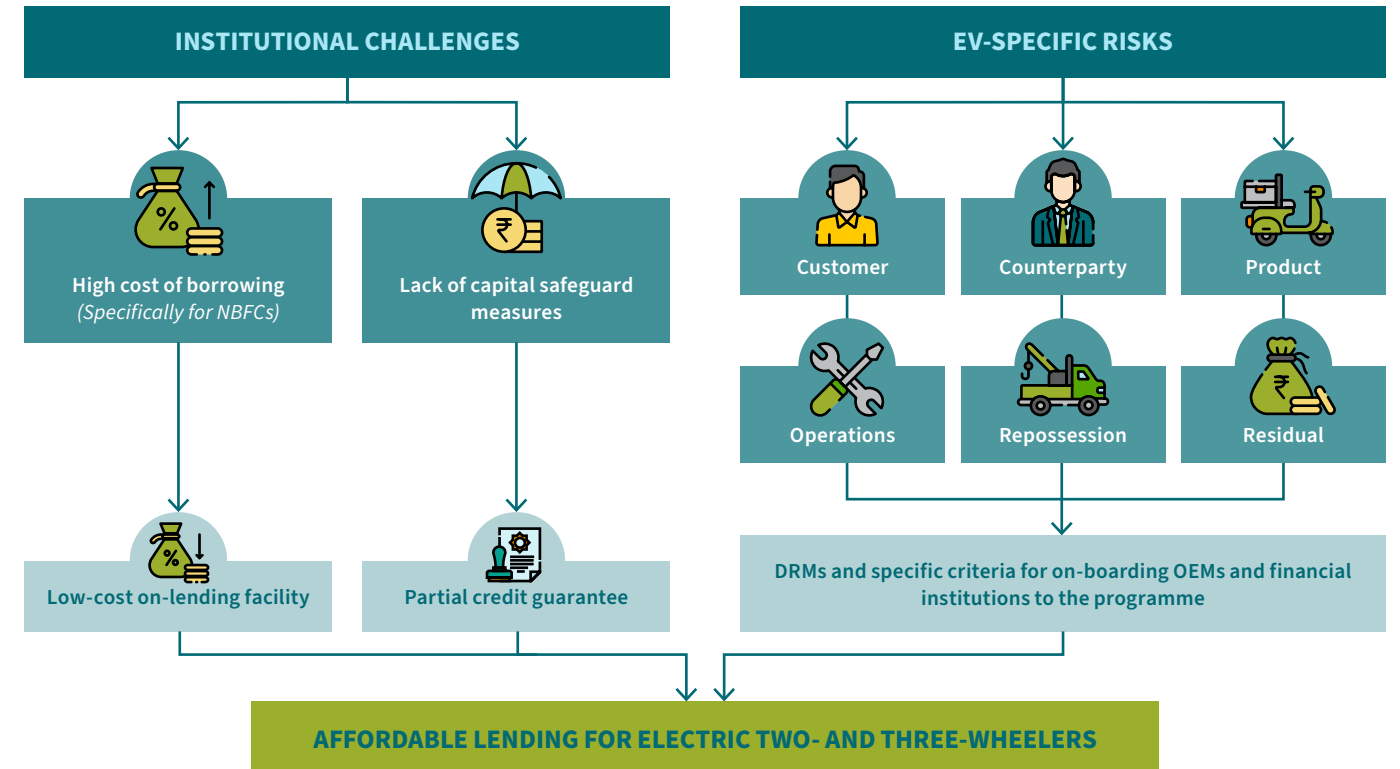 INSTITUTIONAL CHALLENGES
High cost of borrowing
(Specifically for NBFCs)
Lack of capital safeguard
measures
Low-cost on-lending facility
Partial credit guarantee
EV-SPECIFIC RISKS
Customer
Counterparty
Product
Operations
Repossession
Residual
DRMs and specific criteria for on-boarding OEMs and financial
institutions to the programme
AFFORDABLE LENDING FOR ELECTRIC TWO- AND THREE-WHEELERS